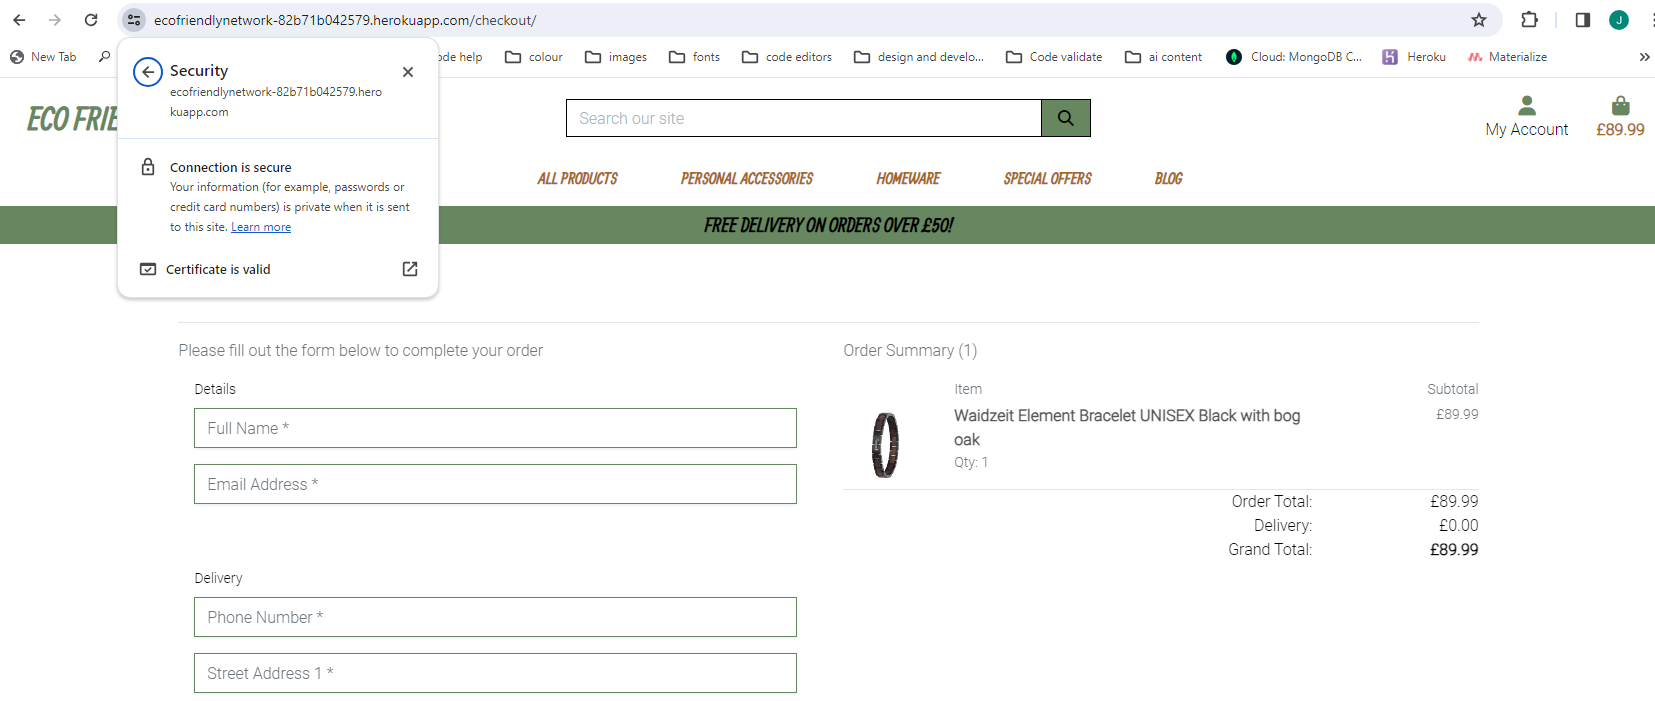 ecofriendlynetwork-82b71b042579.herokuapp.com/checkout/
J
New Tab
ode help
colour
images
fonts
code editors
design and develo...
Code validate
ai content
Cloud: MongoDB C...
Heroku
Materialize
Security
ecofriendlynetwork-82b71b042579.hero
kuapp.com
Connection is secure
Your information (for example, passwords or
credit card numbers) is private when it is sent
to this site. Learn more
Certificate is valid
ECO FRIE
Search our site
My Account
£89.99
ALL PRODUCTS
PERSONAL ACCESSORIES
HOMEWARE
SPECIAL OFFERS
BLOG
FREE DELIVERY ON ORDERS OVER £50!
Please fill out the form below to complete your order
Details
Full Name *
Email Address *
Delivery
Phone Number *
Street Address 1 *
Order Summary (1)
Item
Subtotal
Waidzeit Element Bracelet UNISEX Black with bog
oak
£89.99
Qty: 1
Order Total:
£89.99
Delivery:
£0.00
Grand Total:
£89.99